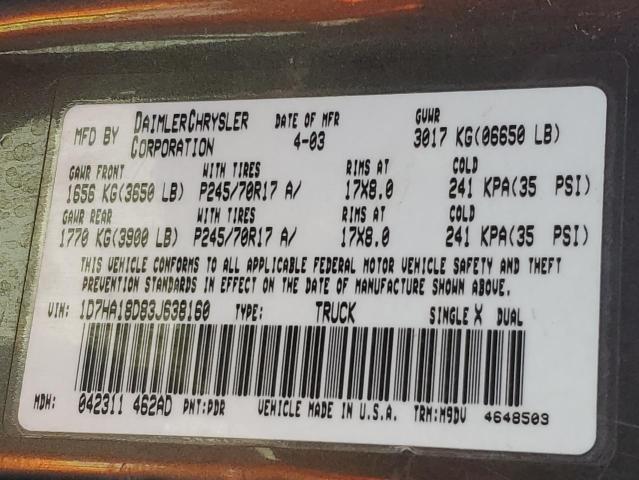 MFD BY DAIMLERCHRYSLER CORPORATION DATE OF MFR 4-03 GVWR 3017 KG(06650 LB)
GAWR FRONT WITH TIRES RIMS AT COLD
1656 KG(3650 LB) P245/70R17 A/ 17X8.0 241 KPA(35 PSI)
GAWR REAR WITH TIRES RIMS AT COLD
1770 KG(3900 LB) P245/70R17 A/ 17X8.0 241 KPA(35 PSI)
THIS VEHICLE CONFORMS TO ALL APPLICABLE FEDERAL MOTOR VEHICLE SAFETY AND THEFT
PREVENTION STANDARDS IN EFFECT ON THE DATE OF MANUFACTURE SHOWN ABOVE.
VIN: 1D7HA18D83J638160 TYPE: TRUCK SINGLE X DUAL
MDH: 042311 462AD PNT:PDR VEHICLE MADE IN U.S.A. TRM:M9DV 4648503